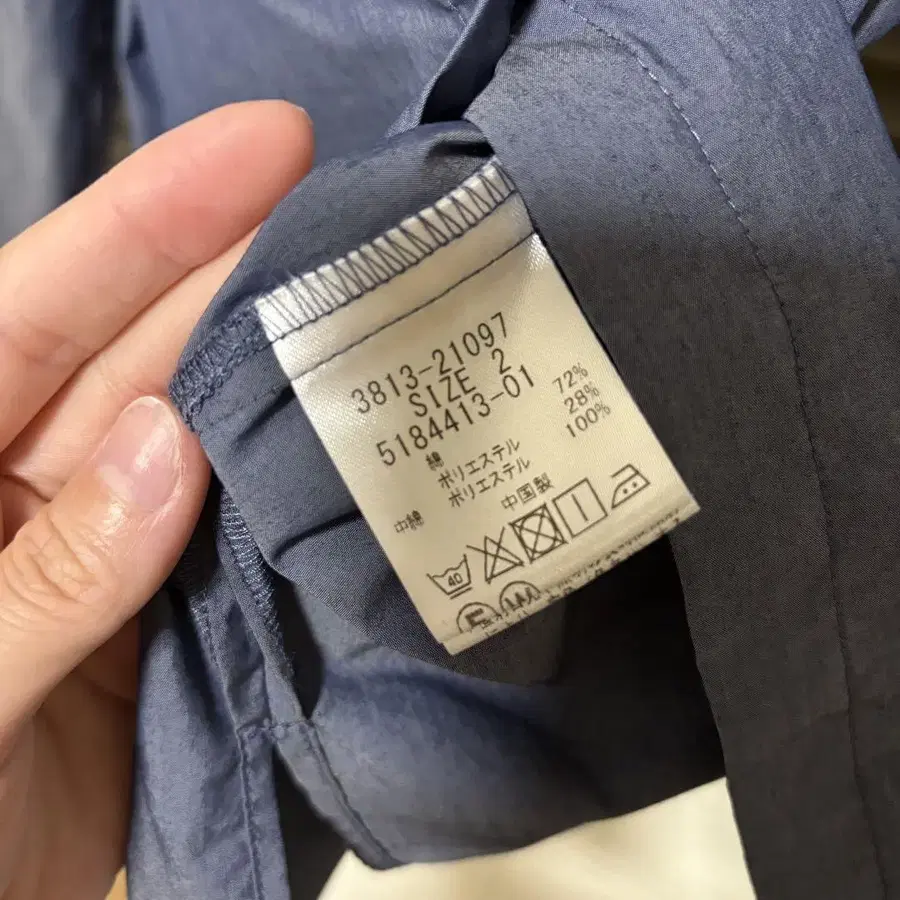 3813-21097
SIZE 2
5184413-01
綿 72%
ポリエステル 28%
中綿 ポリエステル 100%
中国製
40
F W